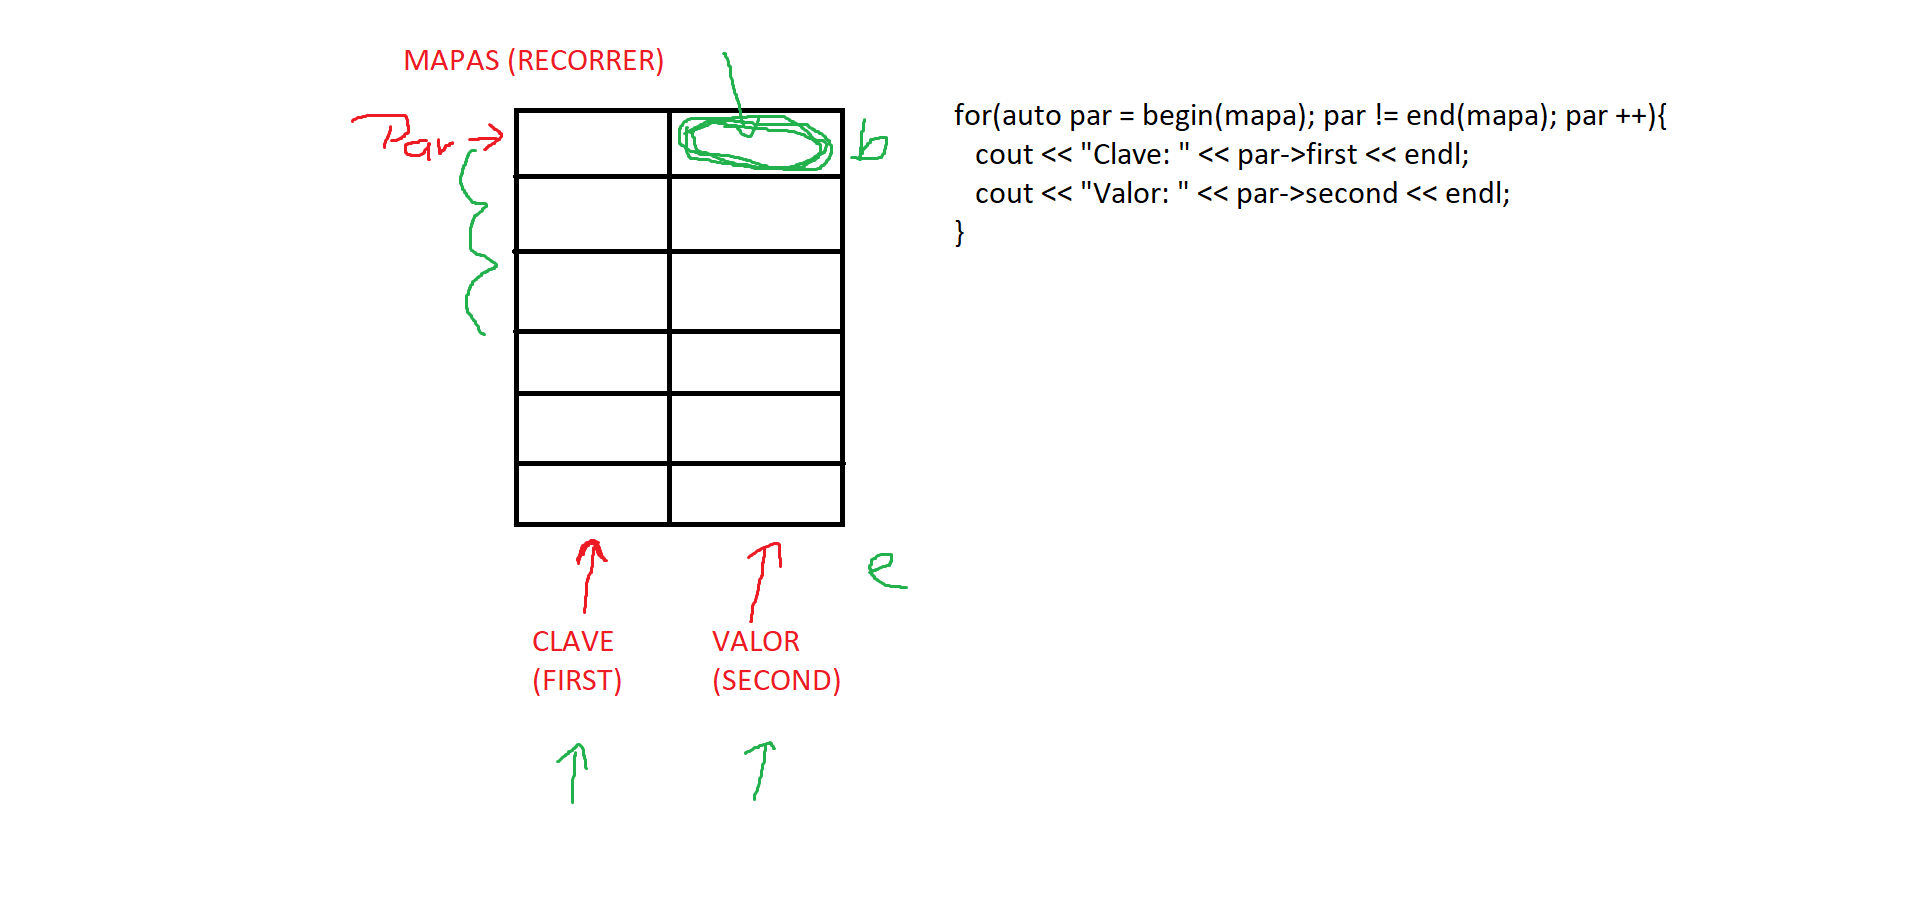 MAPAS (RECORRER)
Par
b
for(auto par = begin(mapa); par != end(mapa); par ++){
cout << "Clave: " << par->first << endl;
cout << "Valor: " << par->second << endl;
}
e
CLAVE
(FIRST)
VALOR
(SECOND)